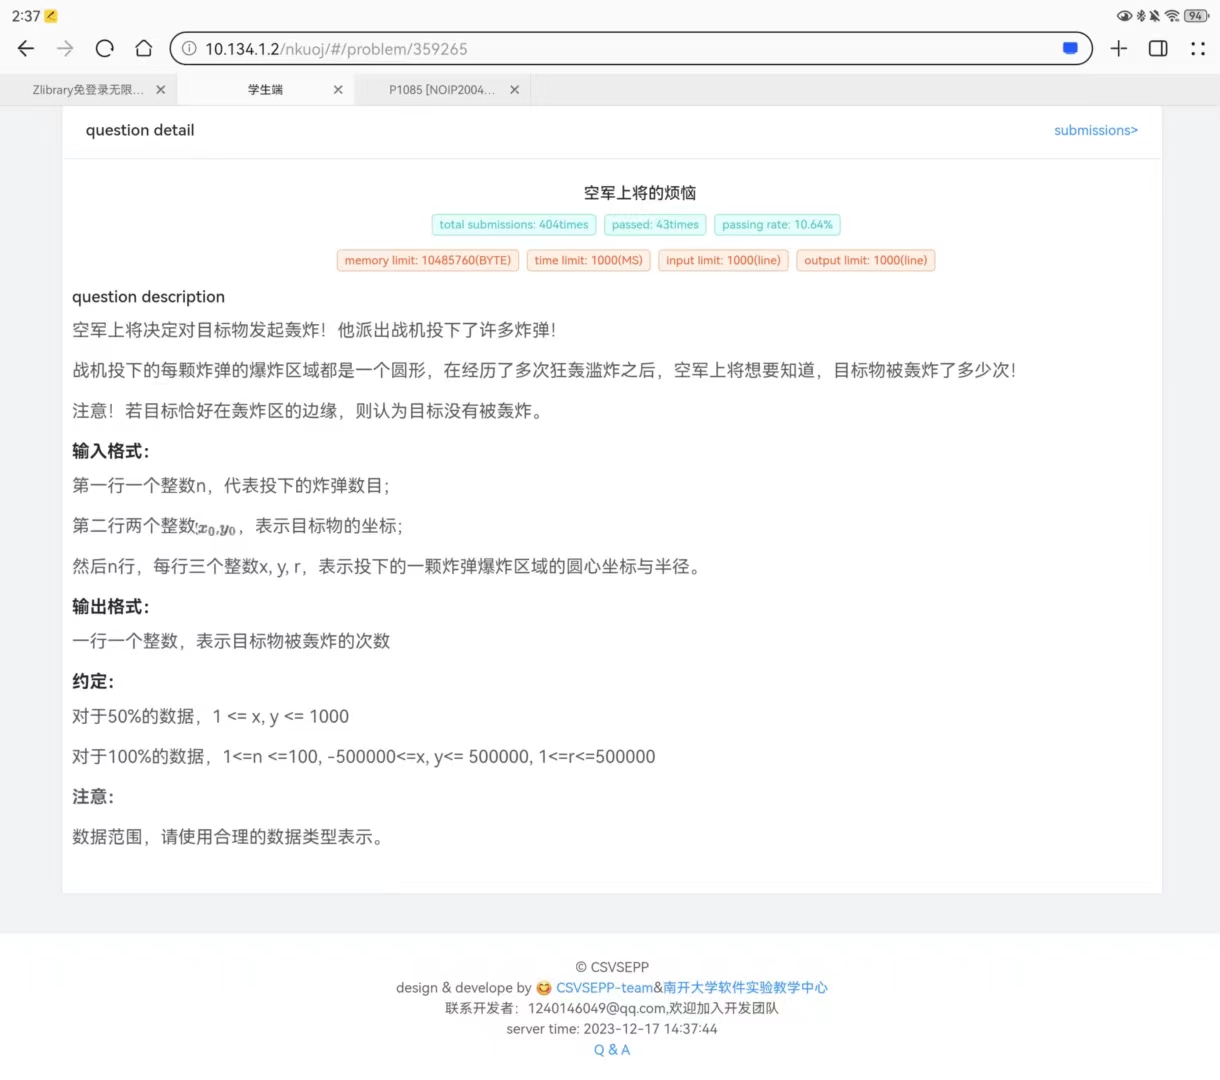 2:37
94
10.134.1.2/nkuoj/#/problem/359265
Zlibrary免登录无限...
学生端
P1085 [NOIP2004...
question detail
submissions>
空军上将的烦恼
total submissions: 404times
passed: 43times
passing rate: 10.64%
memory limit: 10485760(BYTE)
time limit: 1000(MS)
input limit: 1000(line)
output limit: 1000(line)
question description
空军上将决定对目标物发起轰炸！他派出战机投下了许多炸弹！
战机投下的每颗炸弹的爆炸区域都是一个圆形，在经历了多次狂轰滥炸之后，空军上将想要知道，目标物被轰炸了多少次！
注意！若目标恰好在轰炸区的边缘，则认为目标没有被轰炸。
输入格式：
第一行一个整数n，代表投下的炸弹数目；
第二行两个整数x₀,y₀，表示目标物的坐标；
然后n行，每行三个整数x, y, r，表示投下的一颗炸弹爆炸区域的圆心坐标与半径。
输出格式：
一行一个整数，表示目标物被轰炸的次数
约定：
对于50%的数据，1 <= x, y <= 1000
对于100%的数据，1<=n <=100, -500000<=x, y<= 500000, 1<=r<=500000
注意：
数据范围，请使用合理的数据类型表示。
© CSVSEPP
design & develope by 😋 CSVSEPP-team&南开大学软件实验教学中心
联系开发者：1240146049@qq.com,欢迎加入开发团队
server time: 2023-12-17 14:37:44
Q & A